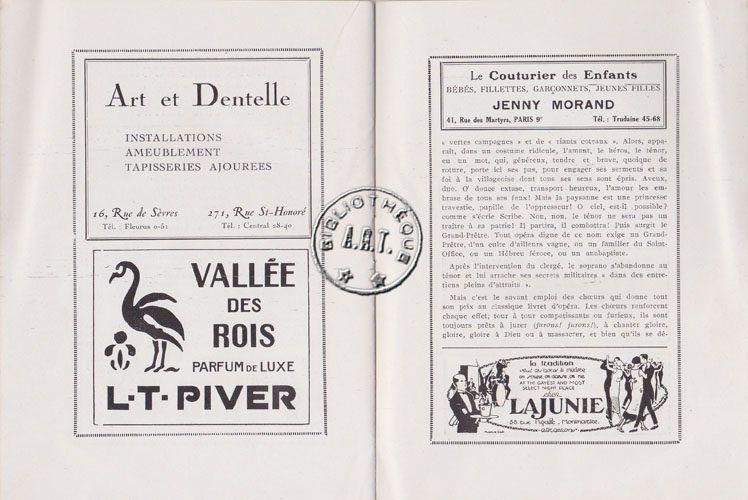 Art et Dentelle
INSTALLATIONS
AMEUBLEMENT
TAPISSERIES AJOUREES
16, Rue de Sèvres
Tél. : Fleurus 0-61
271, Rue St-Honoré
Tél. : Central 28-40
VALLÉE
DES
ROIS
PARFUM DE LUXE
L·T·PIVER
BIBLIOTHÈQUE
A.R.T.
Le Couturier des Enfants
BÉBÉS, FILLETTES, GARÇONNETS, JEUNES FILLES
JENNY MORAND
41, Rue des Martyrs, PARIS 9e Tél. : Trudaine 45-68
« vertes campagnes » et de « riants coteaux ». Alors, appa-
raît, dans un costume ridicule, l'amant, le héros, le ténor,
en un mot, qui, généreux, tendre et brave, quoique de
roture, porte ici ses pas, pour engager ses serments et sa
foi à la villageoise dont tous ses sens sont épris. Aveux,
duo. O douce extase, transport heureux, l'amour les em-
brase de tous ses feux! Mais la paysanne est une princesse
travestie, pupille de l'oppresseur! O ciel, est-il possible?
comme s'écrie Scribe. Non, non, le ténor ne sera pas un
traître à sa patrie! Il partira, il combattra! Puis surgit le
Grand-Prêtre. Tout opéra digne de ce nom exige un Grand-
Prêtre, d'un culte d'ailleurs vague, ou un familier du Saint-
Office, ou un Hébreu féroce, ou un anabaptiste.
Après l'intervention du clergé, le soprano s'abandonne au
ténor et lui arrache ses secrets militaires « dans des entre-
tiens pleins d'attraits ».
Mais c'est le savant emploi des chœurs qui donne tout
son prix au classique livret d'opéra. Les chœurs renforcent
chaque effet; tour à tour compatissants ou furieux, ils sont
toujours prêts à jurer (jurons! jurons!), à chanter gloire,
gloire, gloire à Dieu ou à massacrer, et bien qu'ils se dé-
la tradition
AT THE GAYEST AND MOST
SELECT NIGHT PLACE
chez
LAJUNIE
58 rue Pigalle, Montmartre
attractions